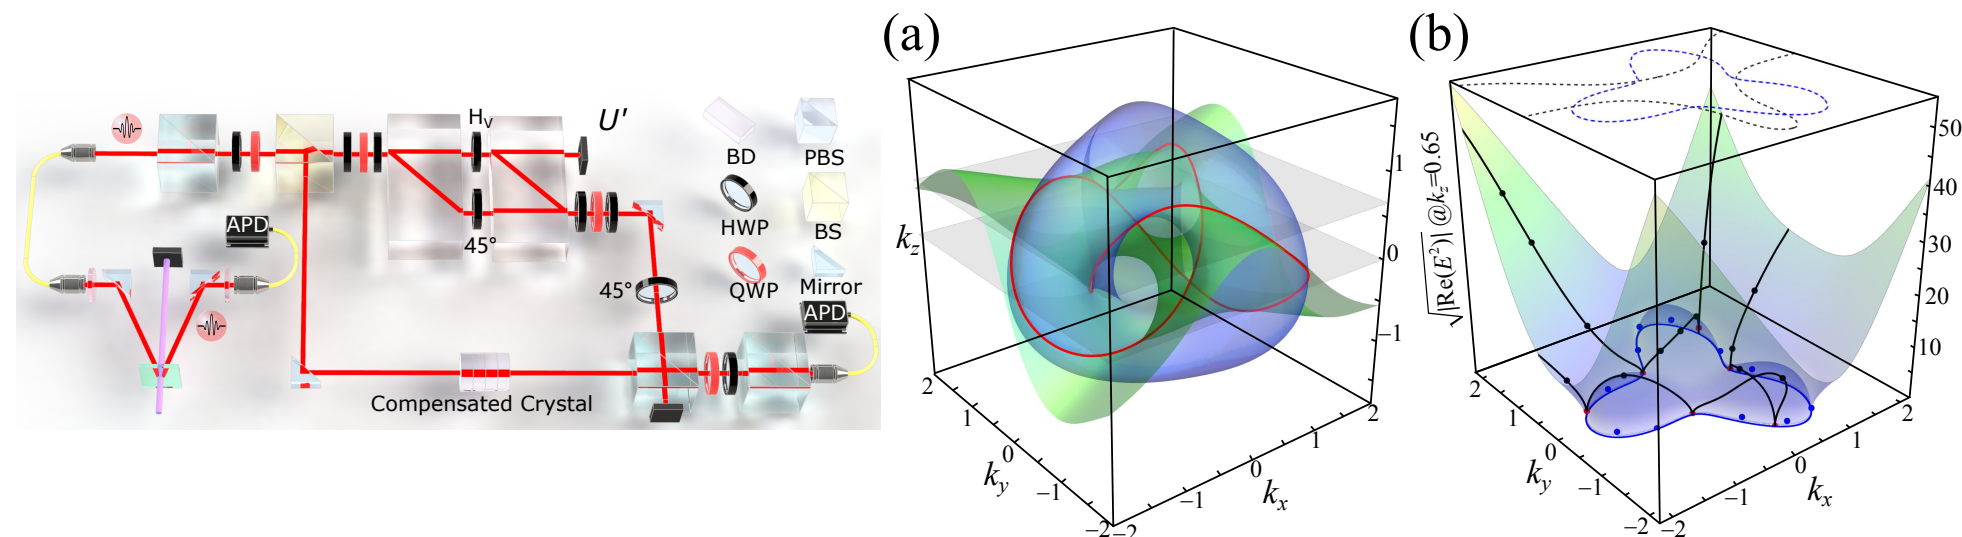 H_V
U'
45°
APD
45°
Compensated Crystal
BD
PBS
HWP
BS
QWP
Mirror
APD
(a)
k_z
1
0
−1
2
1
0
−1
−2
k_y
−2
−1
0
1
2
k_x
(b)
√|Re(E²)| @k_z=0.65
50
40
30
20
10
2
1
0
−1
−2
k_y
−2
−1
0
1
2
k_x